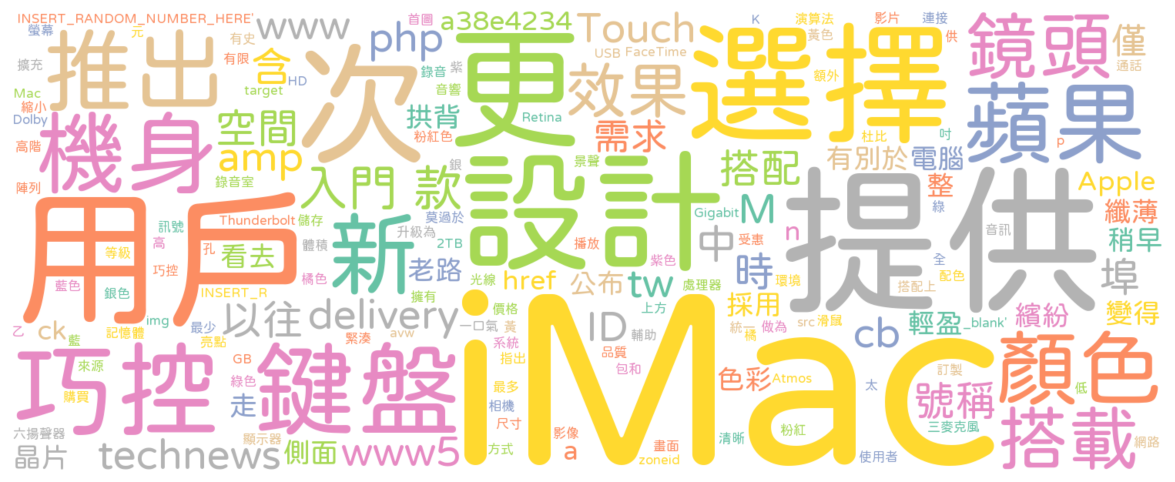 INSERT_RANDOM_NUMBER_HERE'
螢幕
元
有史
www
首圖
php
a38e4234
Touch
K
演算法
黃色
影片
連接
供
鏡頭
僅
通話
擴充
推出
有限
含
HD
次
錄音
紫
音響
更
USB
FaceTime
效果
選擇
額外
Mac
縮小
Dolby
target
空間
amp
拱背
粉紅色
Retina
需求
杜比
吋
蘋果
P
高階
機身
陣列
錄音室
入門
款
銀
景聲
搭配
有別於
電腦
整
綠
Apple
纖薄
稍早
用戶
Thunderbolt
儲存
訊號
高
孔
體積
看去
等級
巧控
藍色
橘色
銀色
INSERT_R
新
莫過於
升級為
2TB
老路
擁有
設計
播放
光線
href
公布
Gigabit
M
中
受惠
n
時
環境
紫色
tw
處理器
提供
音訊
全
配色
搭配上
埠
採用
繽紛
變得
輕盈
_blank'
乙
ck
藍
img
記憶體
最少
亮點
以往
delivery
緊湊
avw
價格
一口氣
黃
系統
指出
上方
ID
輔助
統一
橘
做為
src
滑鼠
cb
來源
購買
巧控
GB
綠色
走
鍵盤
iMac
最多
相機
尺寸
品質
包和
色彩
Atmos
太
訂製
號稱
三麥克風
顏色
低
搭載
網路
六揚聲器
晶片
technews
顯示器
側面
www5
方式
影像
a
畫面
zoneid
清晰
粉紅
使用者